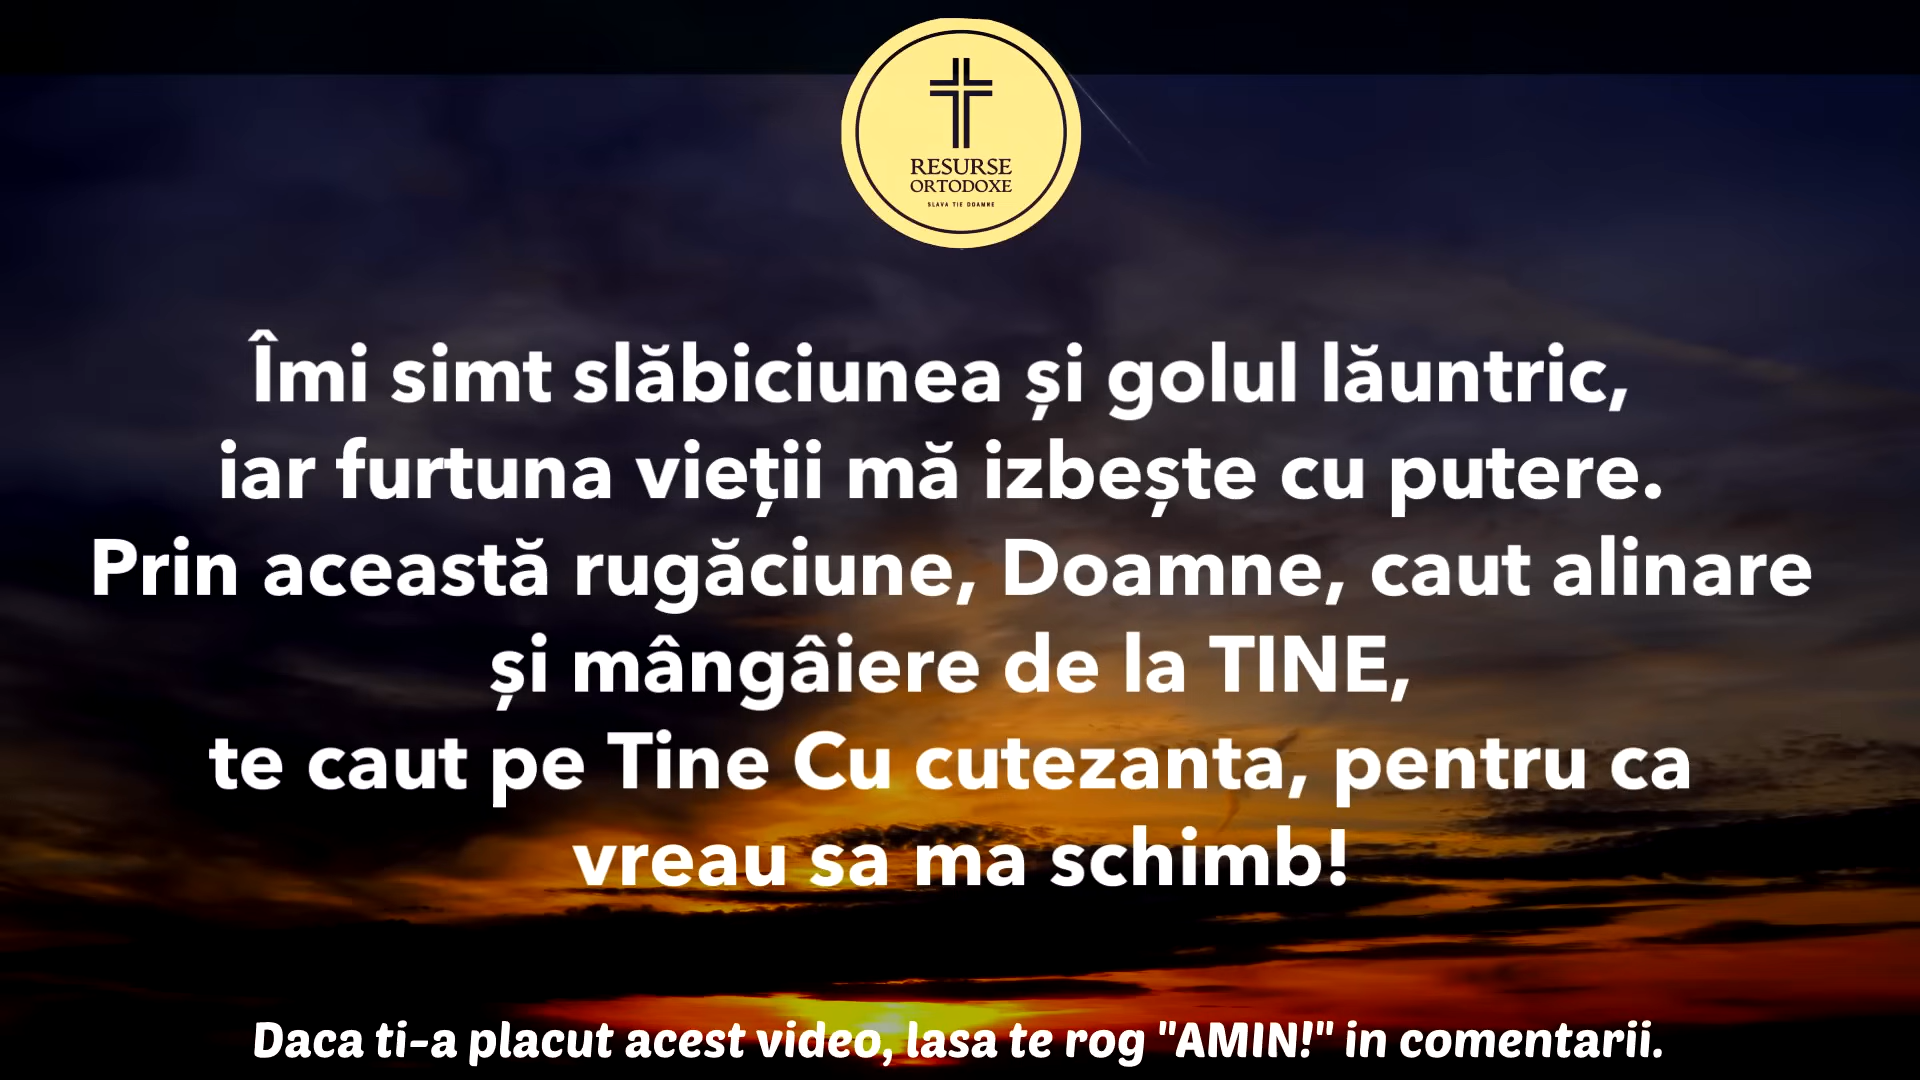 RESURSE
ORTODOXE
SLAVA TIE DOAMNE
Îmi simt slăbiciunea și golul lăuntric,
iar furtuna vieții mă izbește cu putere.
Prin această rugăciune, Doamne, caut alinare
și mângâiere de la TINE,
te caut pe Tine Cu cutezanta, pentru ca
vreau sa ma schimb!
Daca ti-a placut acest video, lasa te rog "AMIN!" in comentarii.